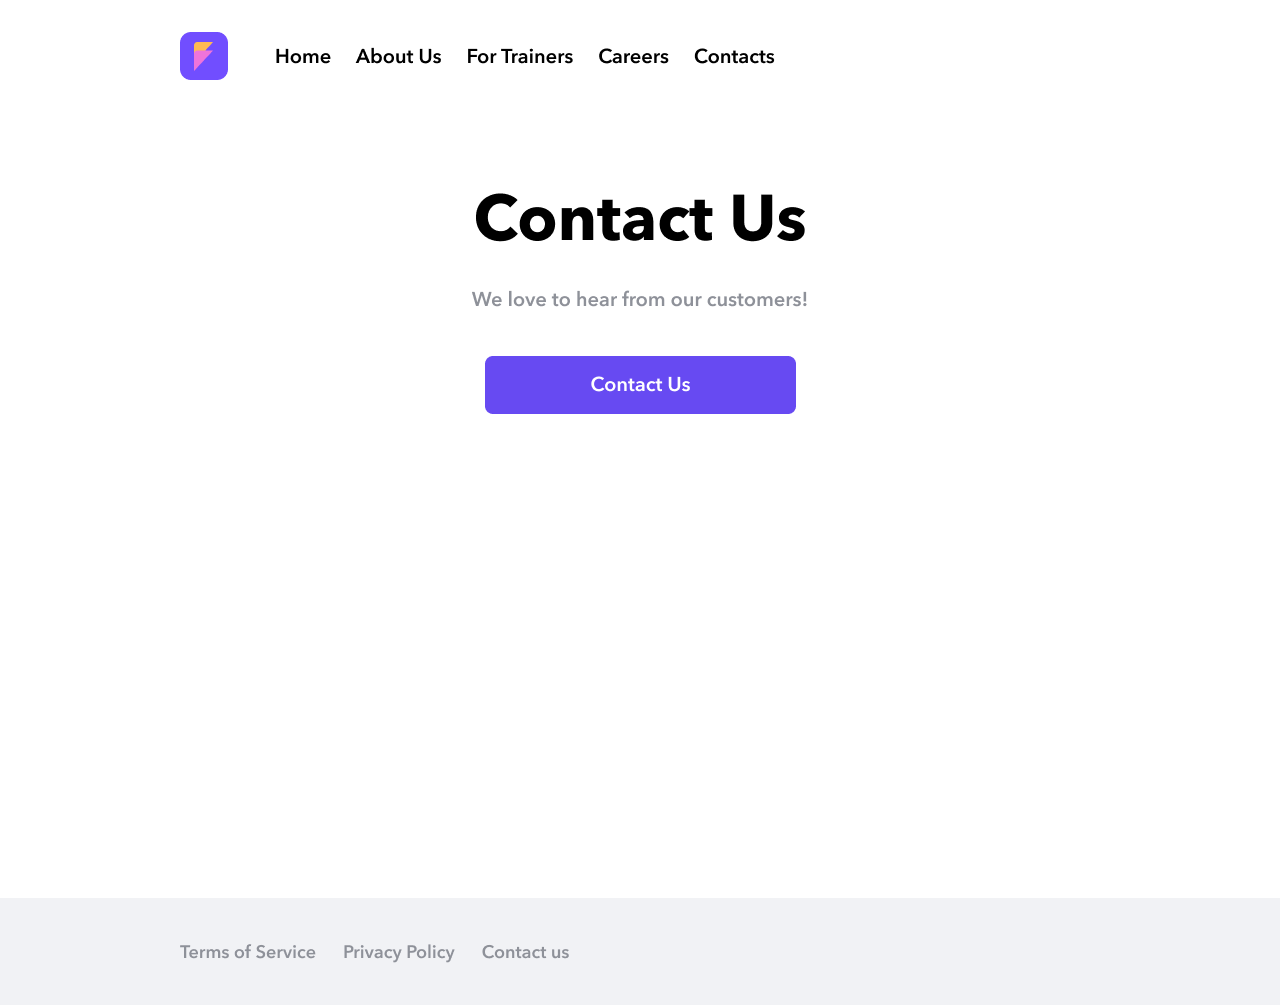 Home About Us For Trainers Careers Contacts
Contact Us
We love to hear from our customers!
Contact Us
Terms of Service Privacy Policy Contact us